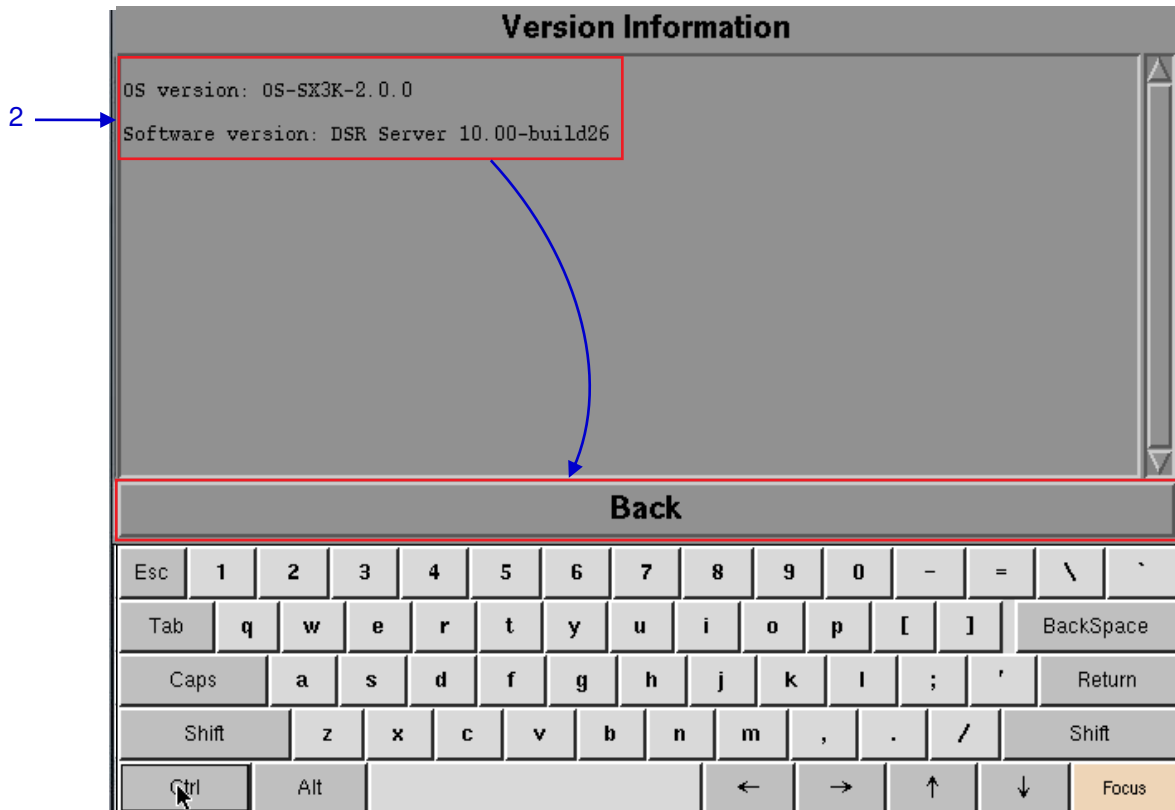 Version Information
OS version: OS-SX3K-2.0.0
2
Software version: DSR Server 10.00-build26
Back
Esc 1 2 3 4 5 6 7 8 9 0 - = \ `
Tab q w e r t y u i o p [ ] BackSpace
Caps a s d f g h j k l ; ' Return
Shift z x c v b n m , . / Shift
Ctrl Alt ← → ↑ ↓ Focus